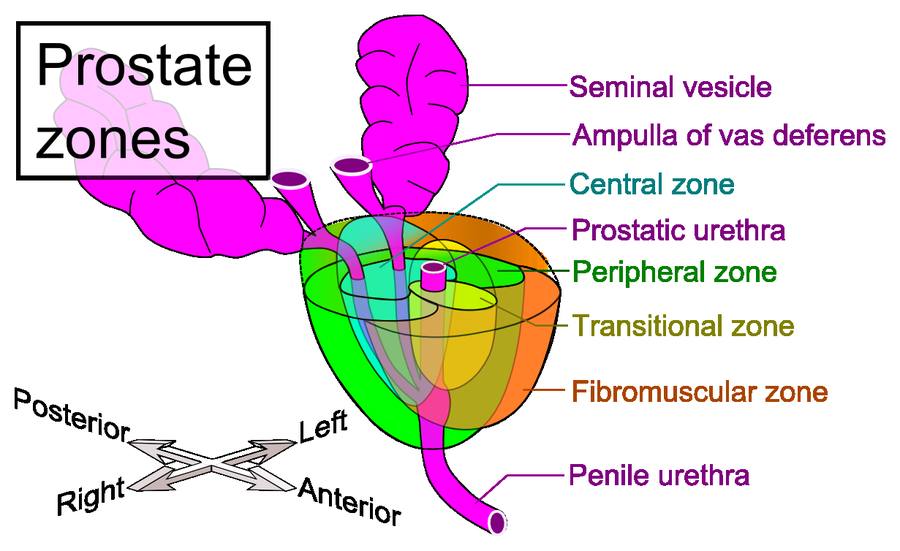 Prostate
zones
Seminal vesicle
Ampulla of vas deferens
Central zone
Prostatic urethra
Peripheral zone
Transitional zone
Fibromuscular zone
Penile urethra
Posterior
Left
Right
Anterior